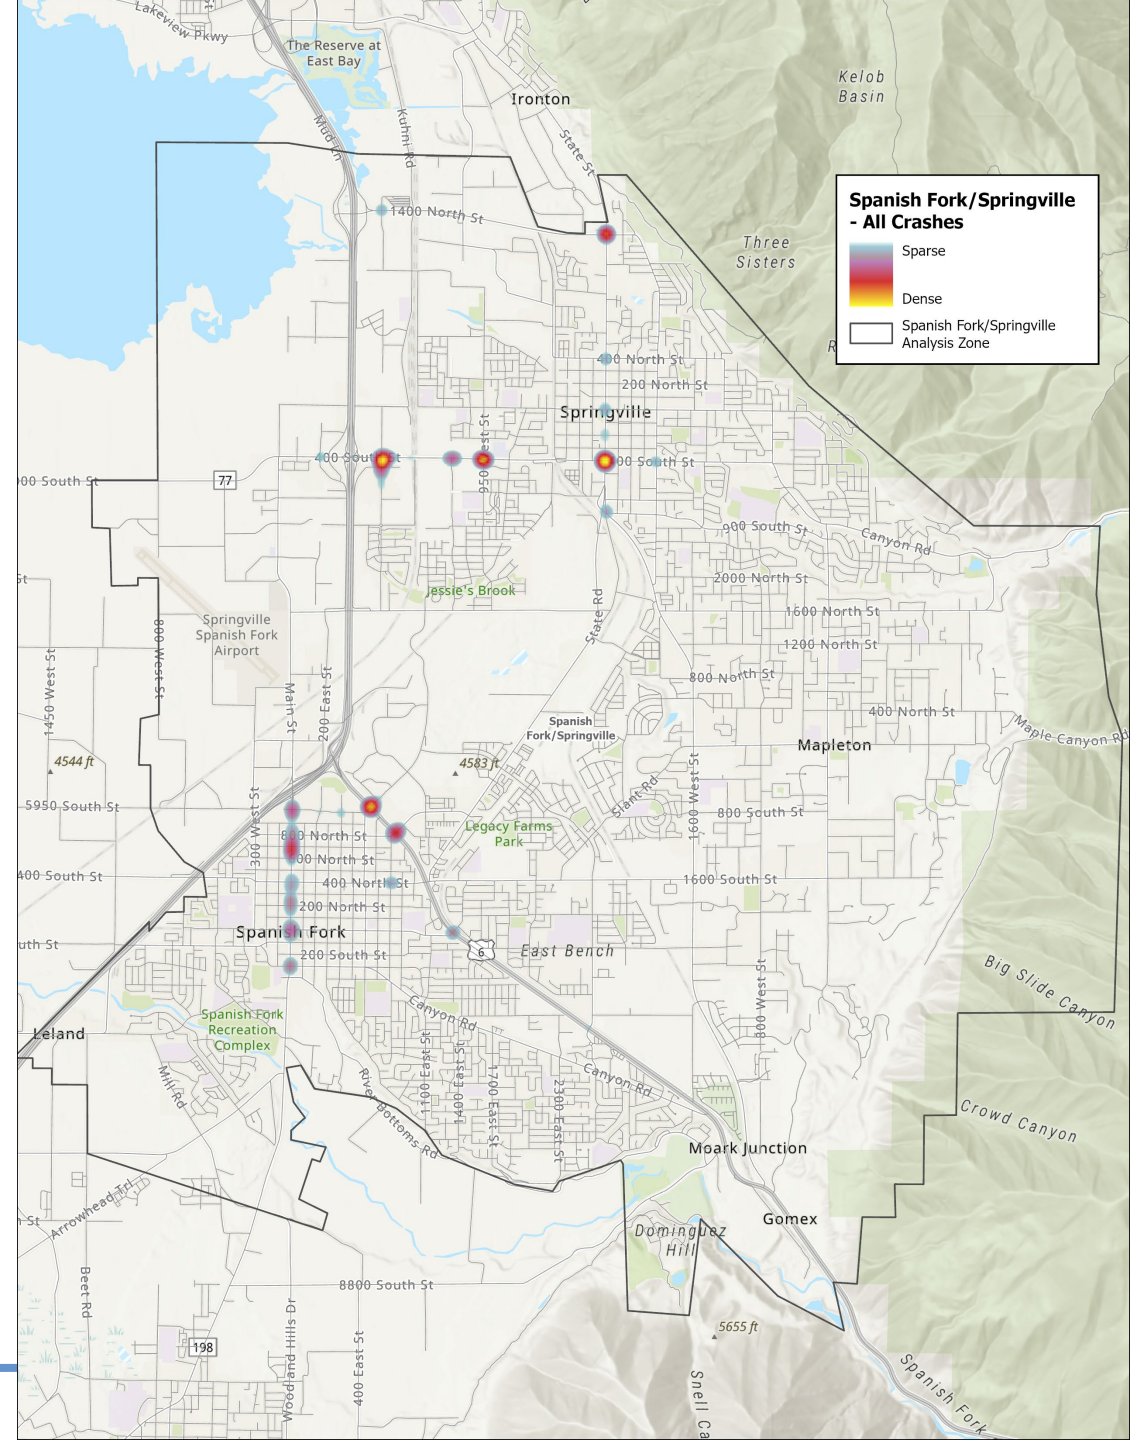 Lakeview Pkwy
The Reserve at
East Bay
Kelob
Basin
Ironton
Mud Ln
Kuhni Rd
State St
1400 North St
Spanish Fork/Springville
- All Crashes
Sparse
Dense
Spanish Fork/Springville
Analysis Zone
Three
Sisters
R
400 North St
200 North St
Springville
400 South St
950 West St
00 South St
77
00 South St
900 South St
Canyon Rd
Jessie's Brook
2000 North St
St
1600 North St
Springville
Spanish Fork
Airport
800 West St
State Rd
1200 North St
1450 West St
Main St
200 East St
800 North St
400 North St
Maple Canyon Rd
Spanish
Fork/Springville
Mapleton
4544 ft
4583 ft
5950 South St
300 West St
Slant Rd
1600 West St
800 South St
Legacy Farms
Park
800 North St
00 North St
400 South St
400 North St
1600 South St
200 North St
Spanish Fork
uth St
200 South St
6
East Bench
Big Slide Canyon
800 West St
Canyon Rd
Spanish Fork
Recreation
Complex
Leland
Mill Rd
River Bottoms Rd
1100 East St
1400 East St
1700 East St
2300 East St
Canyon Rd
Crowd Canyon
Moark Junction
Arrowhead Trl
St
Gomex
Dominguez
Hill
Beet Rd
8800 South St
198
Woodland Hills Dr
400 East St
5655 ft
Snell Ca
Spanish Fork